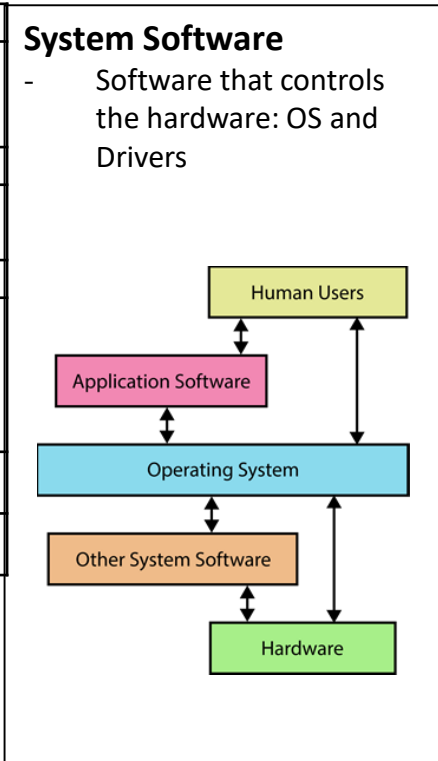 System Software
- Software that controls
the hardware: OS and
Drivers
Human Users
Application Software
Operating System
Other System Software
Hardware